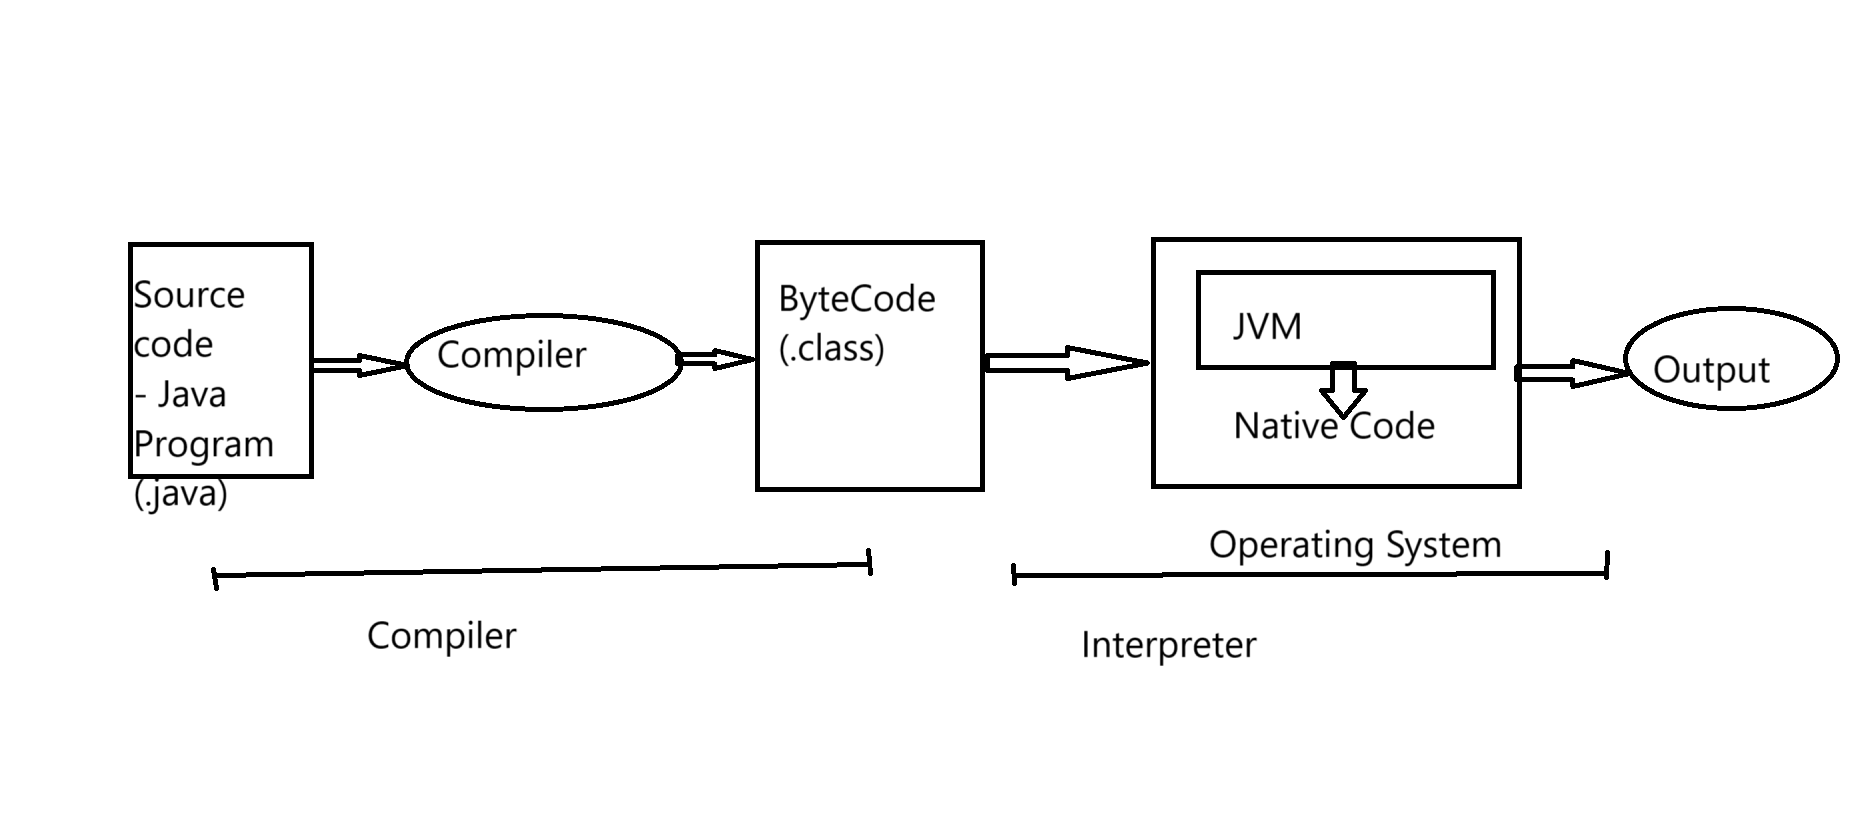 Source
code
- Java
Program
(.java)
Compiler
ByteCode
(.class)
JVM
Native Code
Output
Operating System
Compiler
Interpreter